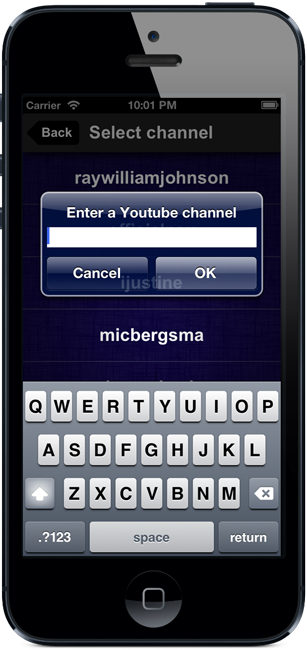 Carrier 10:01 PM
Back Select channel
raywilliamjohnson
Enter a Youtube channel
Cancel OK
ijustine
micbergsma
Q W E R T Y U I O P
A S D F G H J K L
Z X C V B N M
.?123 space return